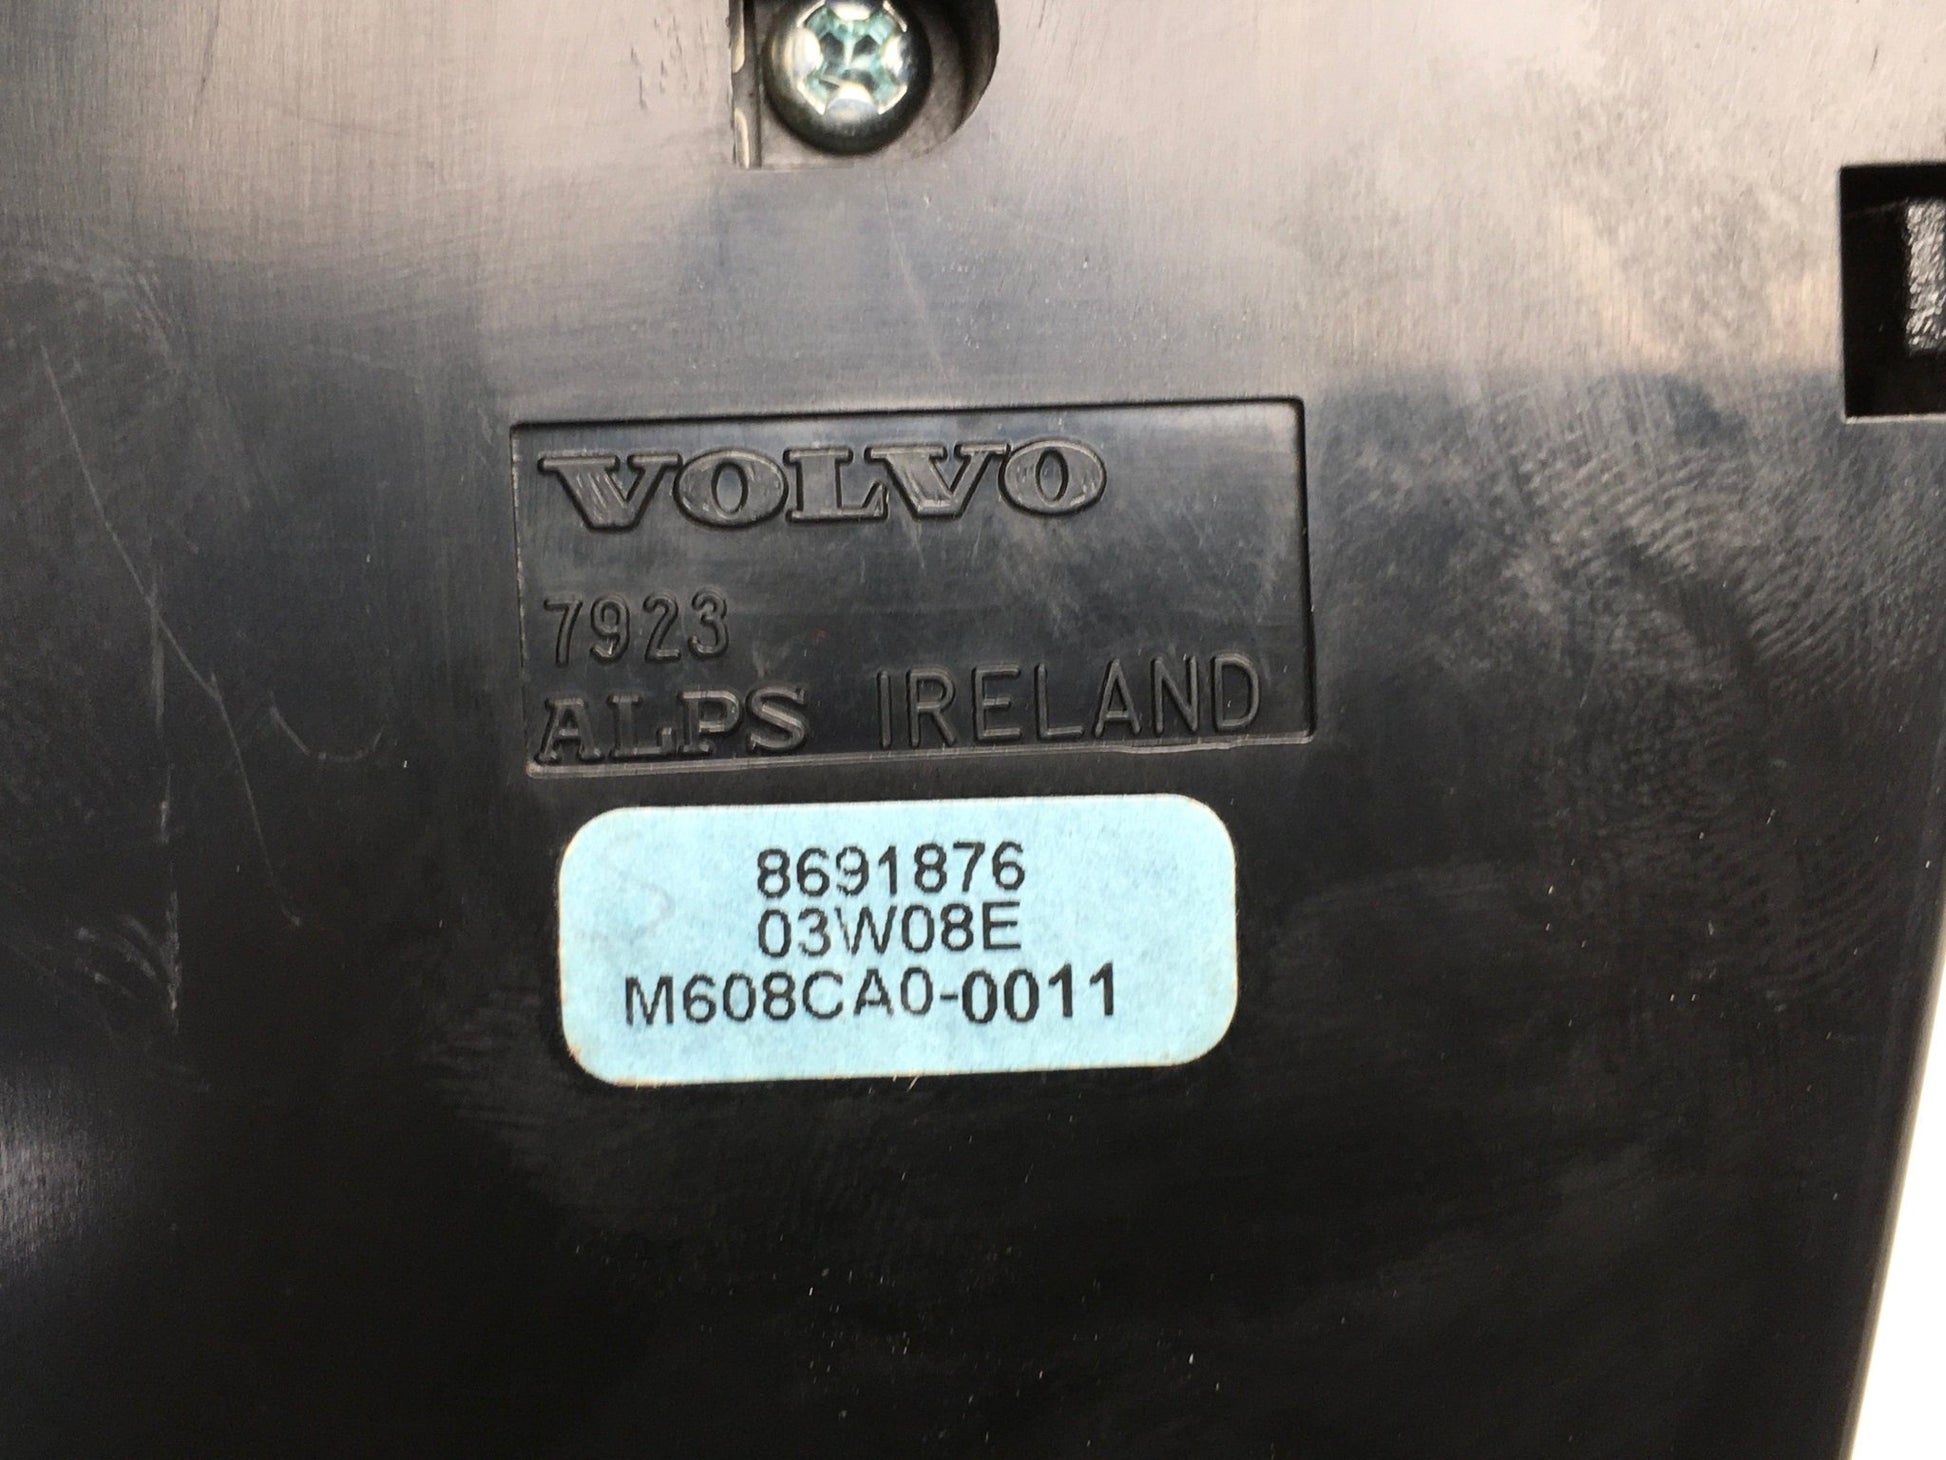 VOLVO
7923
ALPS IRELAND
8691876
03W08E
M608CA0-0011